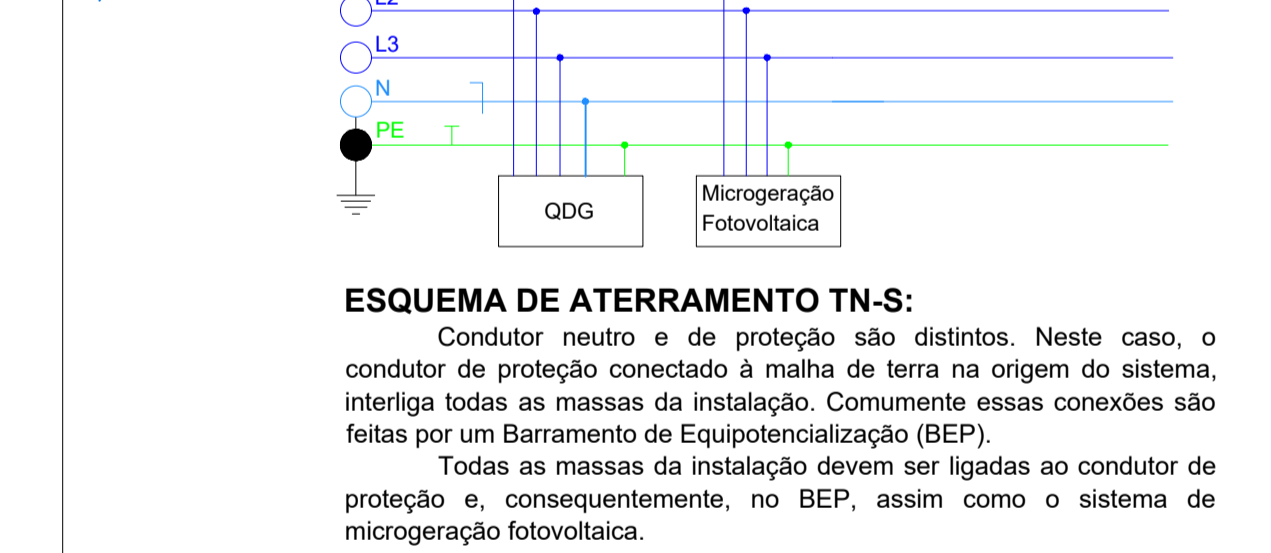 L2
L3
N
PE
QDG
Microgeração
Fotovoltaica
ESQUEMA DE ATERRAMENTO TN-S:
Condutor neutro e de proteção são distintos. Neste caso, o
condutor de proteção conectado à malha de terra na origem do sistema,
interliga todas as massas da instalação. Comumente essas conexões são
feitas por um Barramento de Equipotencialização (BEP).
Todas as massas da instalação devem ser ligadas ao condutor de
proteção e, consequentemente, no BEP, assim como o sistema de
microgeração fotovoltaica.